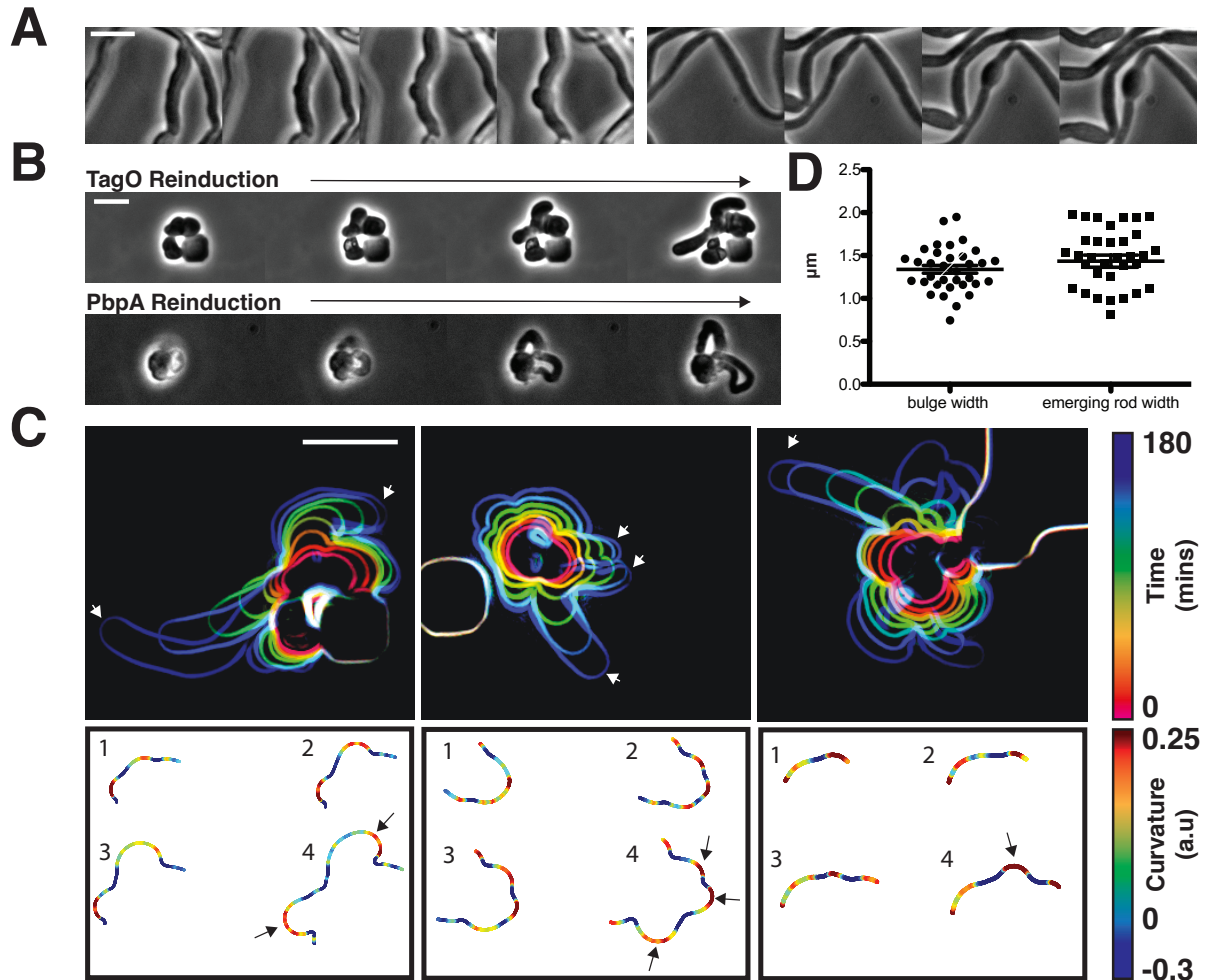 A
B
TagO Reinduction
PbpA Reinduction
D
2.5
2.0
1.5
1.0
0.5
0.0
µm
bulge width
emerging rod width
C
180
Time
(mins)
0
0.25
Curvature
(a.u)
0
-0.3
1
2
3
4
1
2
3
4
1
2
3
4